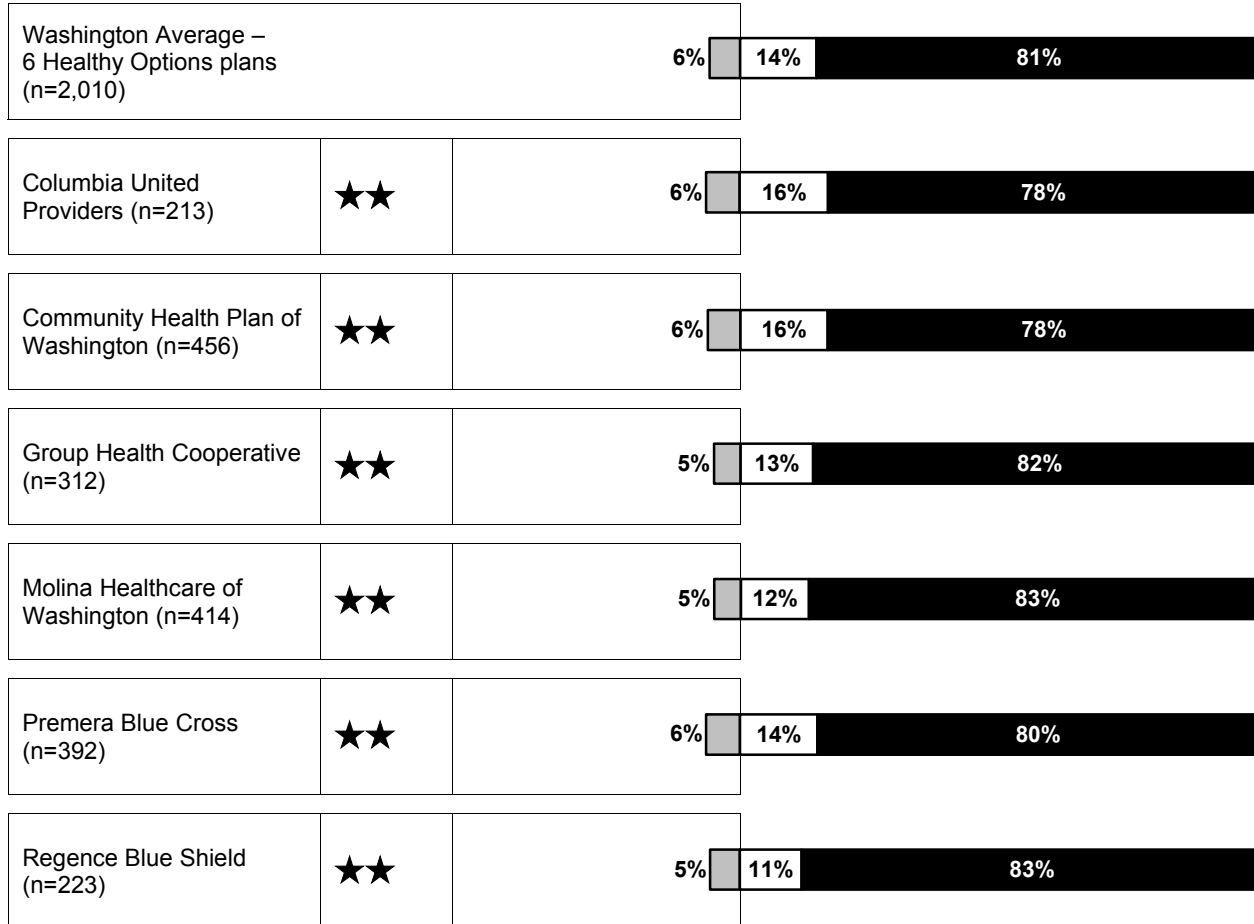 Washington Average –
6 Healthy Options plans
(n=2,010)
6% 14% 81%
Columbia United
Providers (n=213)
★★
6% 16% 78%
Community Health Plan of
Washington (n=456)
★★
6% 16% 78%
Group Health Cooperative
(n=312)
★★
5% 13% 82%
Molina Healthcare of
Washington (n=414)
★★
5% 12% 83%
Premera Blue Cross
(n=392)
★★
6% 14% 80%
Regence Blue Shield
(n=223)
★★
5% 11% 83%